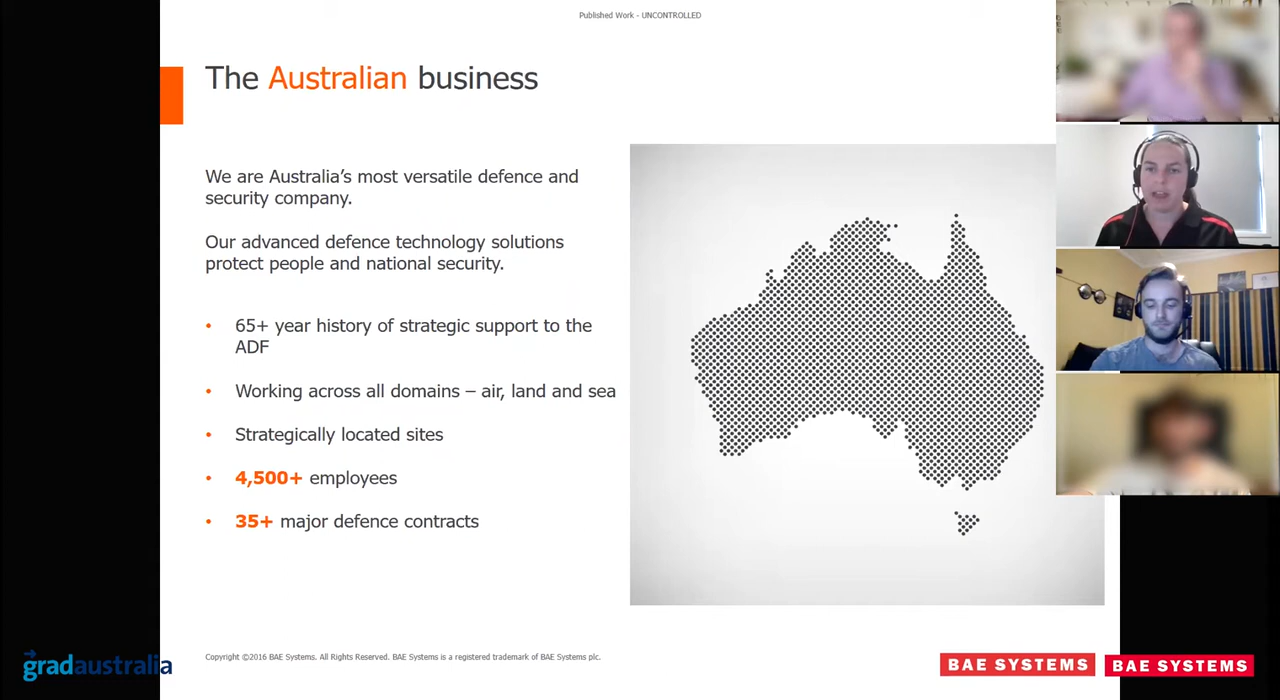 Published Work - UNCONTROLLED
The Australian business
We are Australia's most versatile defence and
security company.
Our advanced defence technology solutions
protect people and national security.
• 65+ year history of strategic support to the
ADF
• Working across all domains – air, land and sea
• Strategically located sites
• 4,500+ employees
• 35+ major defence contracts
gradaustralia
Copyright ©2016 BAE Systems. All Rights Reserved. BAE Systems is a registered trademark of BAE Systems plc.
BAE SYSTEMS
BAE SYSTEMS